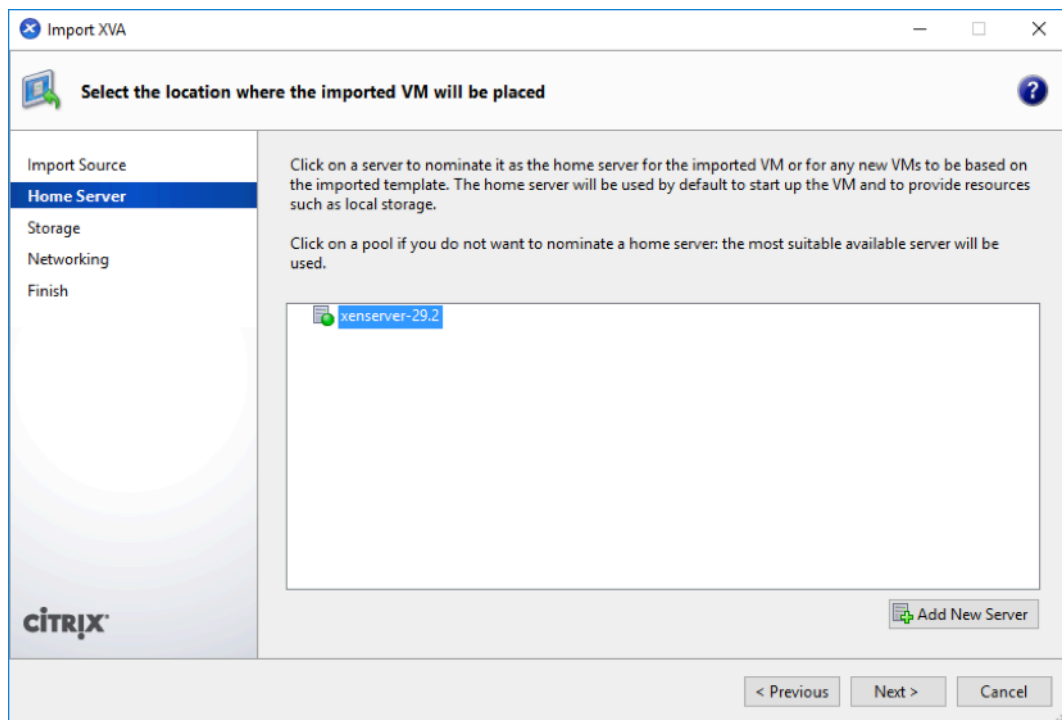 Import XVA
Select the location where the imported VM will be placed
?
Import Source
Home Server
Storage
Networking
Finish
Click on a server to nominate it as the home server for the imported VM or for any new VMs to be based on
the imported template. The home server will be used by default to start up the VM and to provide resources
such as local storage.
Click on a pool if you do not want to nominate a home server: the most suitable available server will be
used.
xenserver-29.2
Add New Server
CITRIX
< Previous
Next >
Cancel